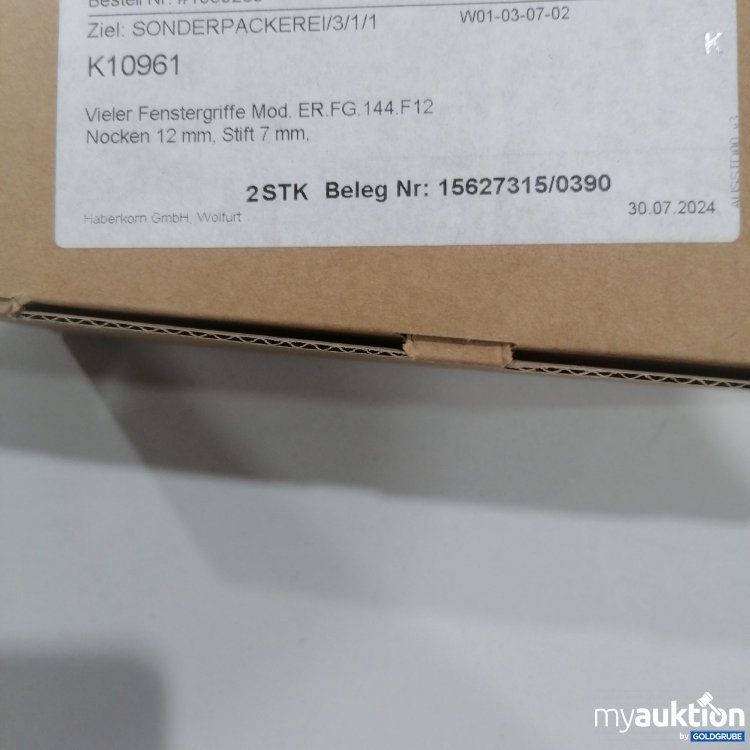 Ziel: SONDERPACKEREI/3/1/1
W01-03-07-02
K
K10961
Vieler Fenstergriffe Mod. ER.FG.144.F12
Nocken 12 mm, Stift 7 mm,
2STK Beleg Nr: 15627315/0390
Haberkorn GmbH, Wolfurt
30.07.2024
myauktion
by GOLDGRUBE